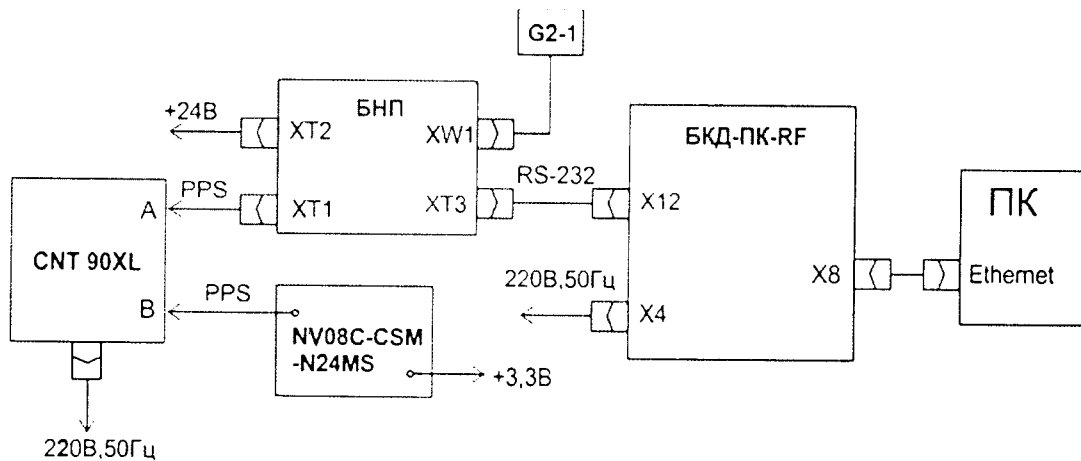 G2-1
БНП
+24В
XT2
XW1
БКД-ПК-RF
PPS
RS-232
A
XT1
XT3
X12
ПК
CNT 90XL
220В,50Гц
X8
Ethernet
B
PPS
X4
NV08C-CSM
-N24MS
+3,3В
220В,50Гц